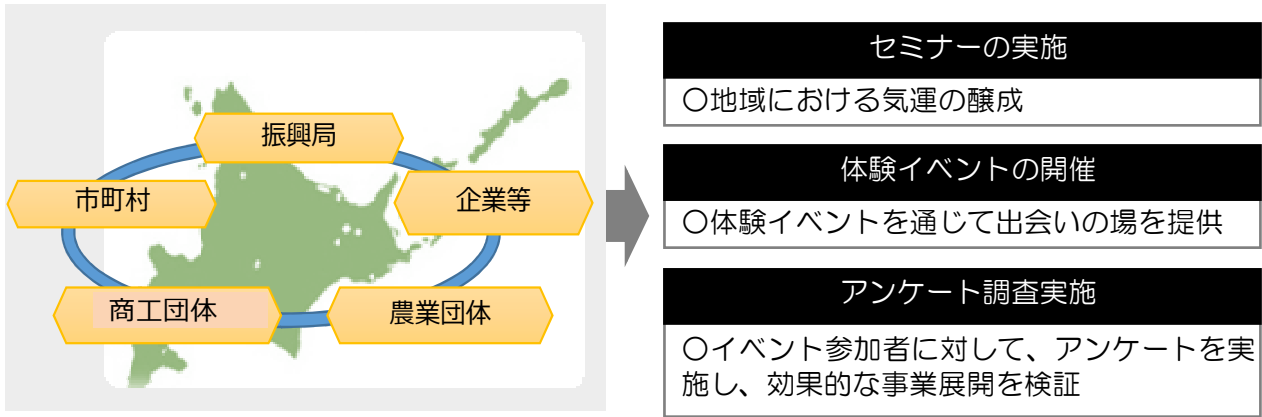 振興局
市町村
企業等
商工団体
農業団体
セミナーの実施
〇地域における気運の醸成
体験イベントの開催
〇体験イベントを通じて出会いの場を提供
アンケート調査実施
〇イベント参加者に対して、アンケートを実
施し、効果的な事業展開を検証